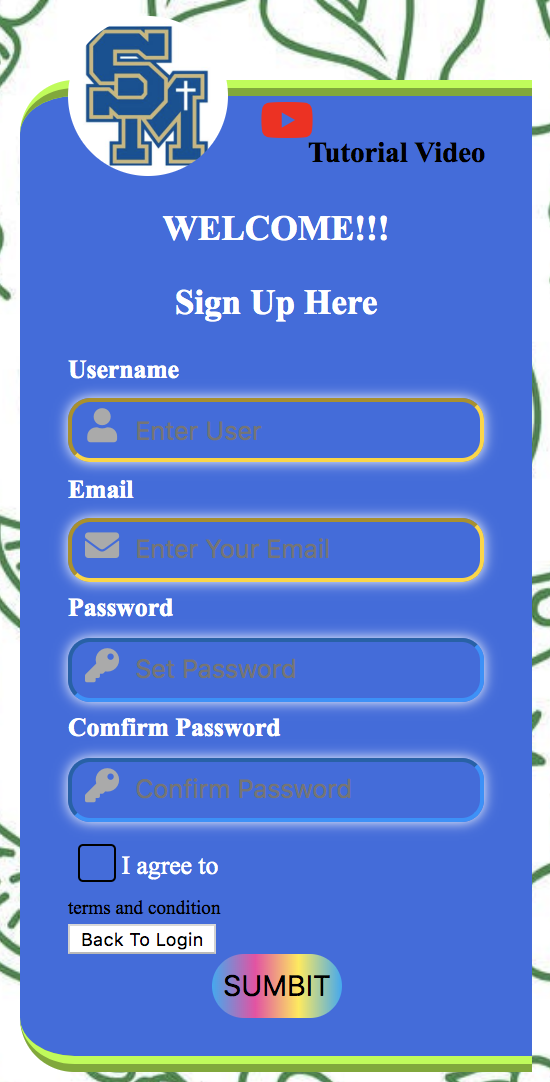 SM
Tutorial Video
WELCOME!!!
Sign Up Here
Username
Enter User
Email
Enter Your Email
Password
Set Password
Comfirm Password
Confirm Password
I agree to
terms and condition
Back To Login
SUMBIT